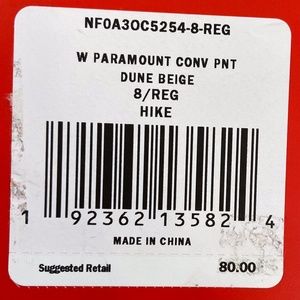 NF0A3OC5254-8-REG
W PARAMOUNT CONV PNT
DUNE BEIGE
8/REG
HIKE
1 92362 13582 4
MADE IN CHINA
Suggested Retail 80.00